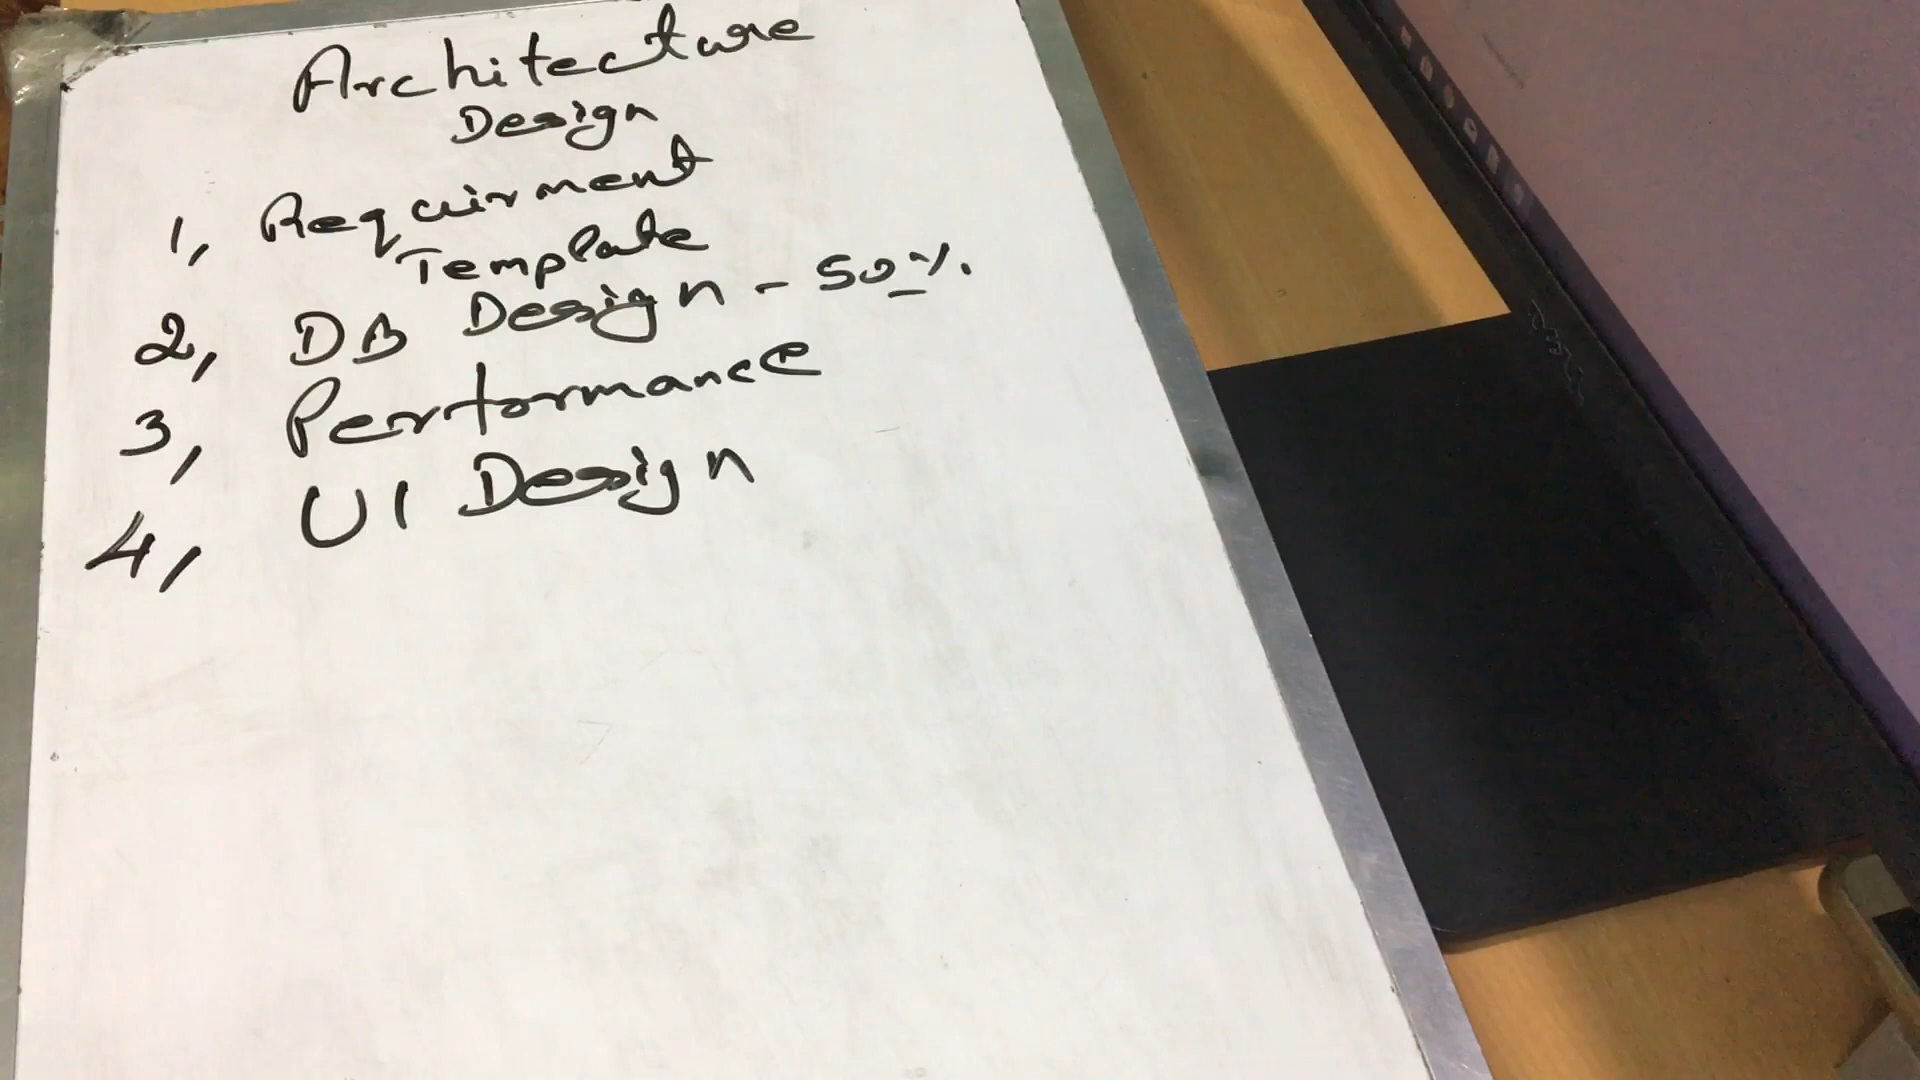 Architecture
Design
1, Requirment
Template
2, DB Design - 50%
3, Performance
4, UI Design